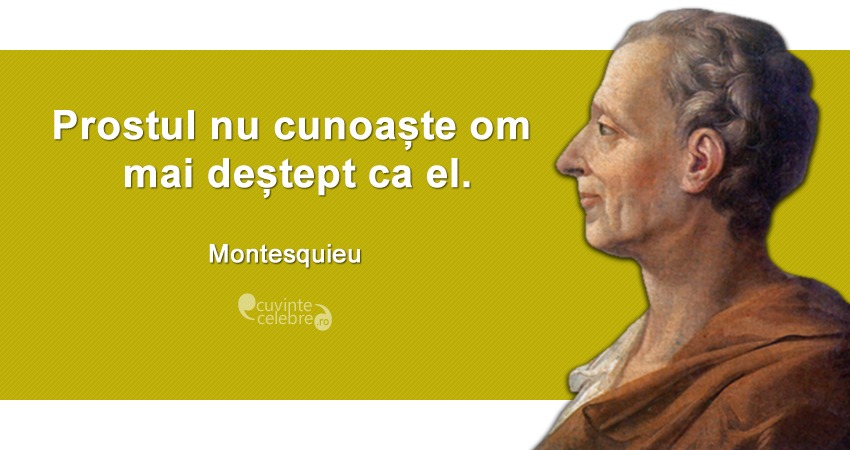 Prostul nu cunoaște om
mai deștept ca el.
Montesquieu
cuvinte
celebre.ro